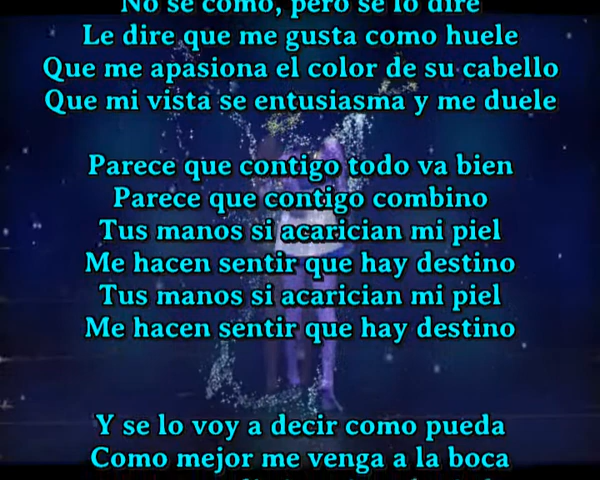 No se como, pero se lo dire
Le dire que me gusta como huele
Que me apasiona el color de su cabello
Que mi vista se entusiasma y me duele
Parece que contigo todo va bien
Parece que contigo combino
Tus manos si acarician mi piel
Me hacen sentir que hay destino
Tus manos si acarician mi piel
Me hacen sentir que hay destino
Y se lo voy a decir como pueda
Como mejor me venga a la boca